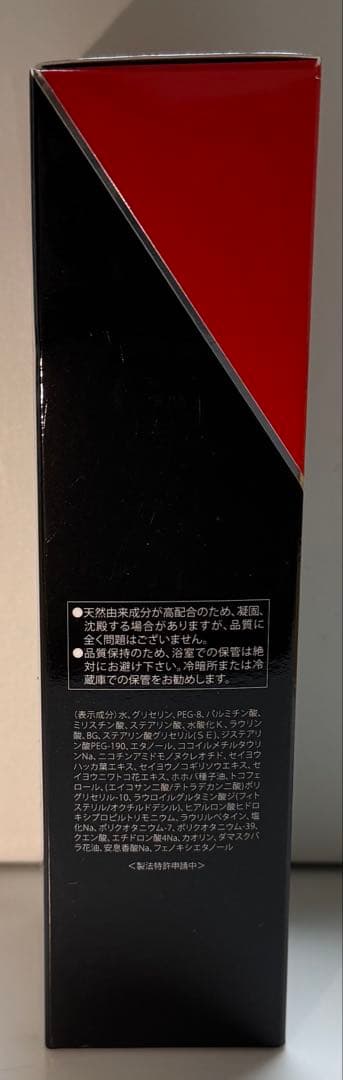 ●天然由来成分が高配合のため、凝固、
沈殿する場合がありますが、品質に
全く問題はございません。
●品質保持のため、浴室での保管は絶
対にお避け下さい。冷暗所または冷
蔵庫での保管をお勧めします。
(表示成分)水、グリセリン、PEG-8、パルミチン酸、
ミリスチン酸、ステアリン酸、水酸化K、ラウリン
酸、BG、ステアリン酸グリセリル(SE)、ジステア
リン酸PEG-190、エタノール、ココイルメチルタウリ
ンNa、ニコチンアミドモノヌクレオチド、セイヨウ
ハッカ葉エキス、セイヨウノコギリソウエキス、セ
イヨウニワトコ花エキス、ホホバ種子油、トコフェ
ロール、(エイコサン二酸/テトラデカン二酸)ポリ
グリセリル-10、ラウロイルグルタミン酸ジ(フィト
ステリル/オクチルドデシル)、ヒアルロン酸ヒドロ
キシプロピルトリモニウム、ラウリルベタイン、塩
化Na、ポリクオタニウム-7、ポリクオタニウム-39、
クエン酸、エチドロン酸4Na、カオリン、ダマスクバ
ラ花油、安息香酸Na、フェノキシエタノール
<製法特許申請中>